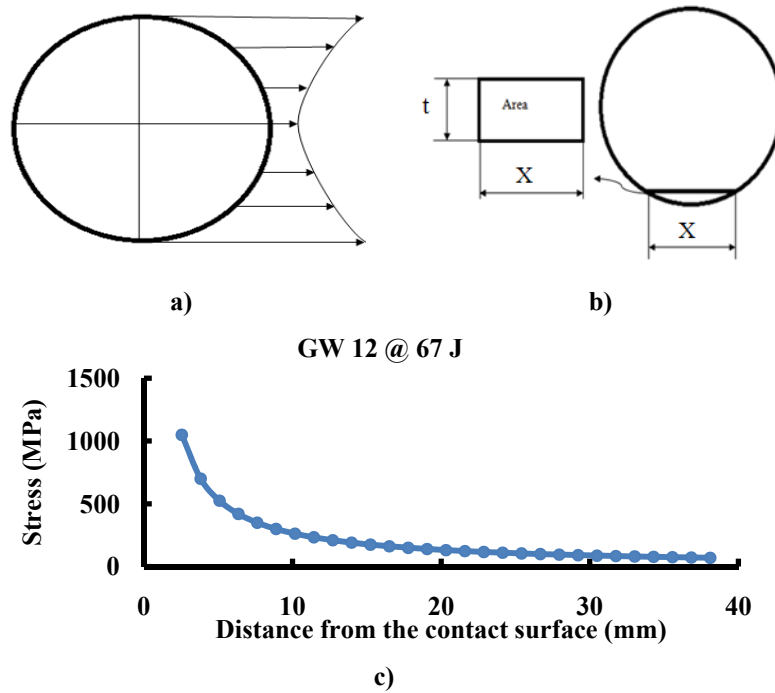 t
Area
X
X
a)
b)
GW 12 @ 67 J
Stress (MPa)
1500
1000
500
0
0 10 20 30 40
Distance from the contact surface (mm)
c)